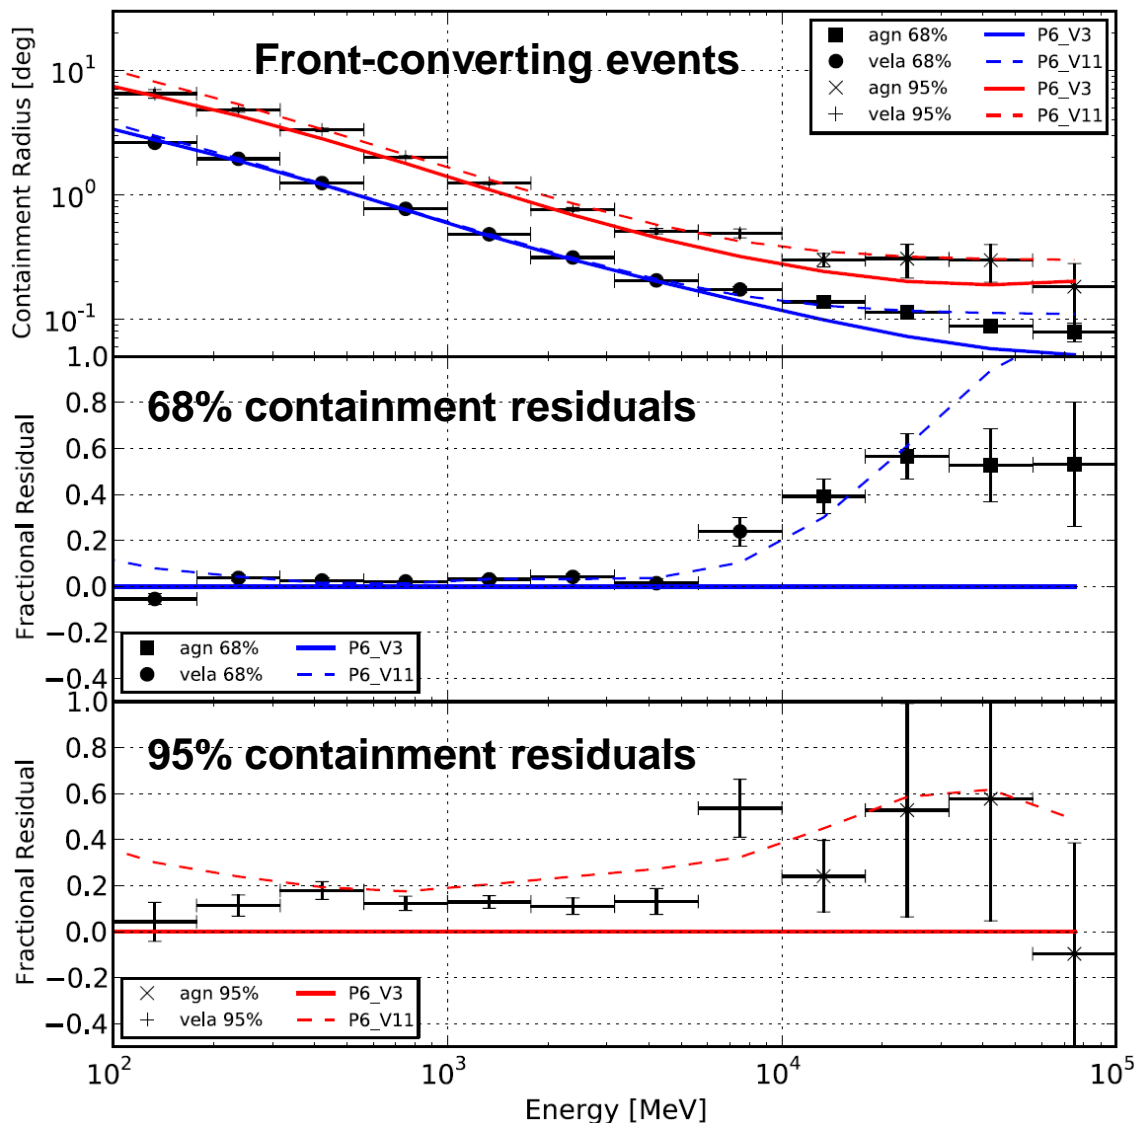 Front-converting events
agn 68%
vela 68%
agn 95%
vela 95%
P6_V3
P6_V11
P6_V3
P6_V11
Containment Radius [deg]
10^1
10^0
10^-1
68% containment residuals
Fractional Residual
1.0
0.8
0.6
0.4
0.2
0.0
−0.2
−0.4
agn 68%
vela 68%
P6_V3
P6_V11
95% containment residuals
Fractional Residual
1.0
0.8
0.6
0.4
0.2
0.0
−0.2
−0.4
agn 95%
vela 95%
P6_V3
P6_V11
10^2
10^3
10^4
10^5
Energy [MeV]